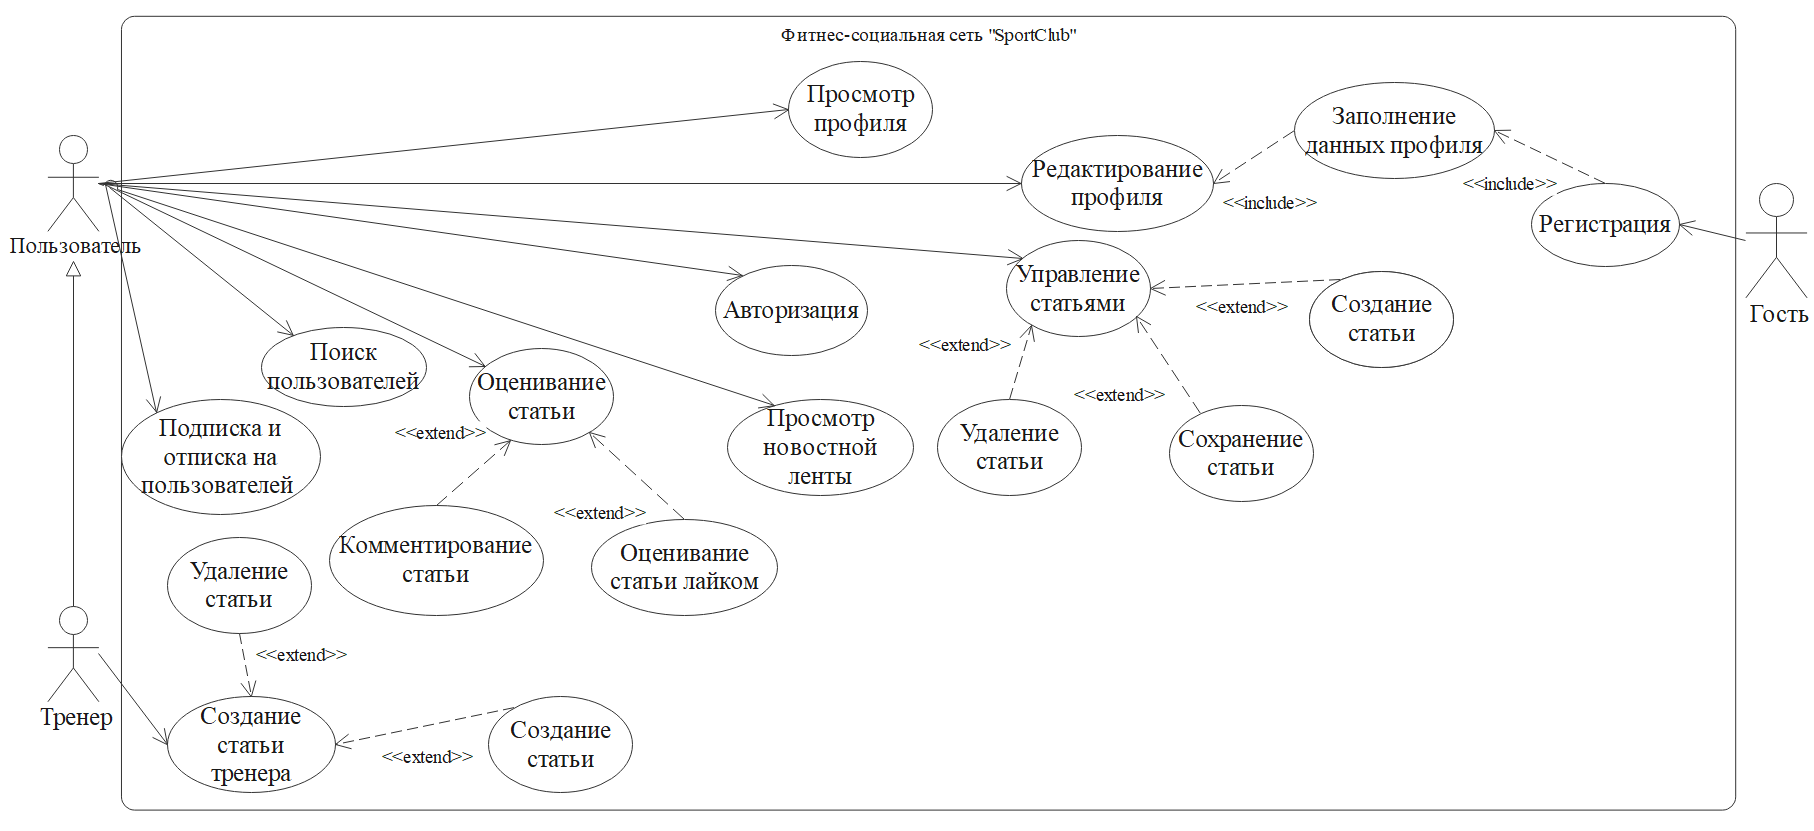 Фитнес-социальная сеть "SportClub"
Просмотр
профиля
Заполнение
данных профиля
Редактирование
профиля
<<include>>
<<include>>
Регистрация
Пользователь
Гость
Управление
статьями
<<extend>>
Создание
статьи
Авторизация
<<extend>>
Поиск
пользователей
Оценивание
статьи
<<extend>>
<<extend>>
Просмотр
новостной
ленты
Удаление
статьи
Сохранение
статьи
Подписка и
отписка на
пользователей
<<extend>>
Комментирование
статьи
Оценивание
статьи лайком
Удаление
статьи
<<extend>>
Тренер
Создание
статьи
тренера
<<extend>>
Создание
статьи